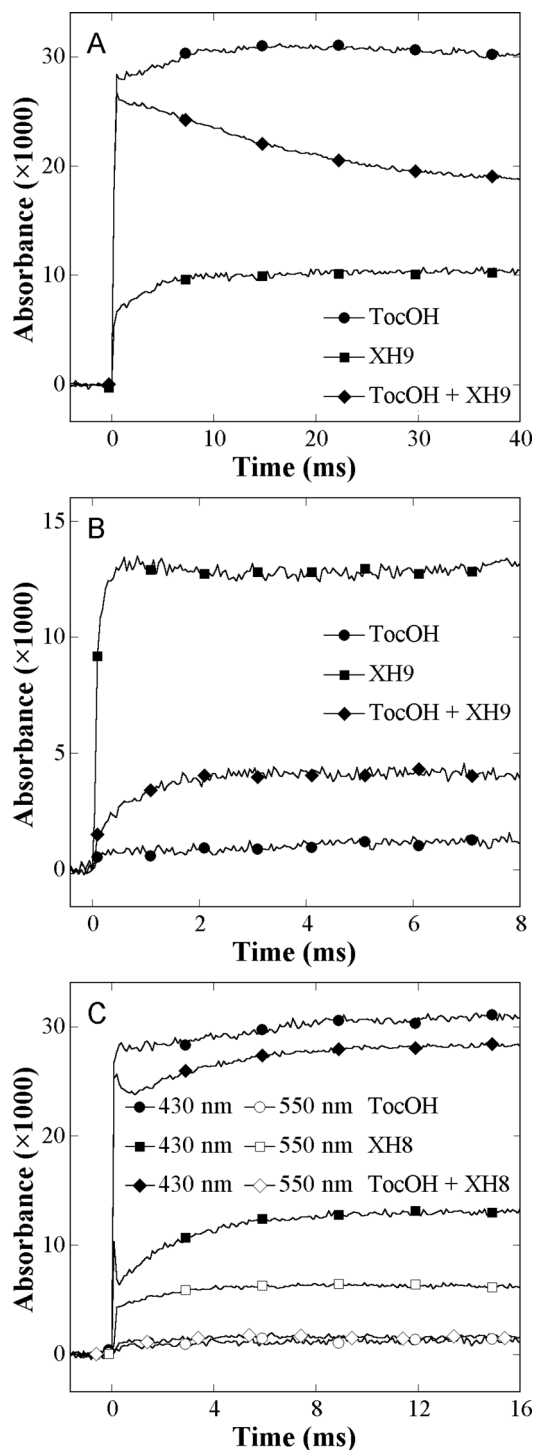 A
Absorbance (×1000)
30
20
10
0
TocOH
XH9
TocOH + XH9
0 10 20 30 40
Time (ms)
B
Absorbance (×1000)
15
10
5
0
TocOH
XH9
TocOH + XH9
0 2 4 6 8
Time (ms)
C
Absorbance (×1000)
30
20
10
0
430 nm 550 nm TocOH
430 nm 550 nm XH8
430 nm 550 nm TocOH + XH8
0 4 8 12 16
Time (ms)